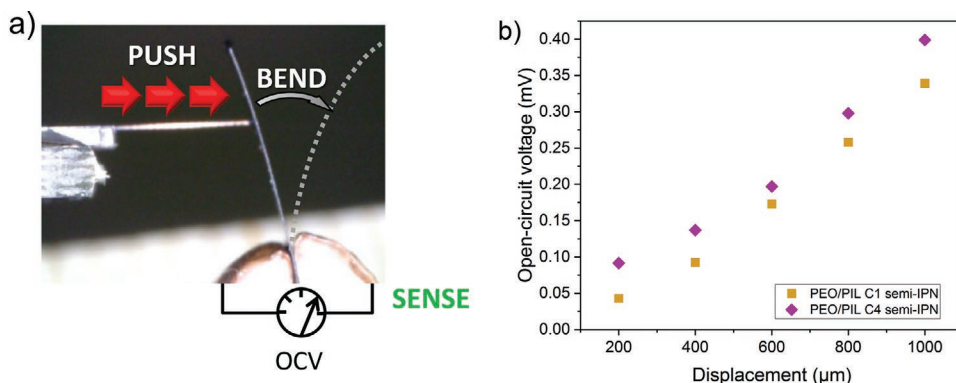 a)
PUSH
BEND
SENSE
OCV
b)
Open-circuit voltage (mV)
0.40
0.35
0.30
0.25
0.20
0.15
0.10
0.05
0.00
PEO/PIL C1 semi-IPN
PEO/PIL C4 semi-IPN
200
400
600
800
1000
Displacement (µm)